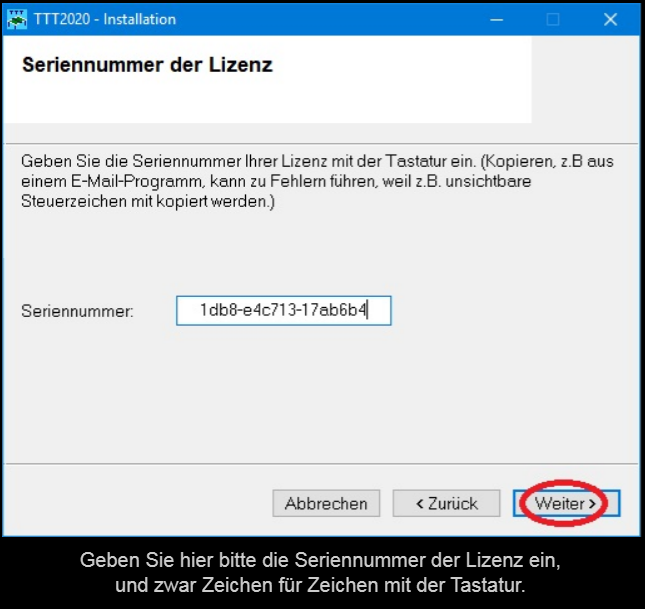 TTT2020 - Installation
Seriennummer der Lizenz
Geben Sie die Seriennummer Ihrer Lizenz mit der Tastatur ein. (Kopieren, z.B aus
einem E-Mail-Programm, kann zu Fehlern führen, weil z.B. unsichtbare
Steuerzeichen mit kopiert werden.)
Seriennummer: 1db8-e4c713-17ab6b4
Abbrechen < Zurück Weiter >
Geben Sie hier bitte die Seriennummer der Lizenz ein,
und zwar Zeichen für Zeichen mit der Tastatur.